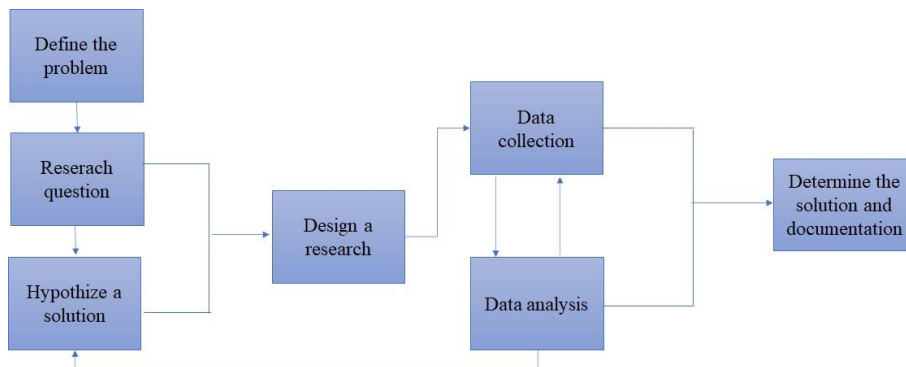 Define the
problem
Reserach
question
Hypothize a
solution
Design a
research
Data
collection
Data analysis
Determine the
solution and
documentation